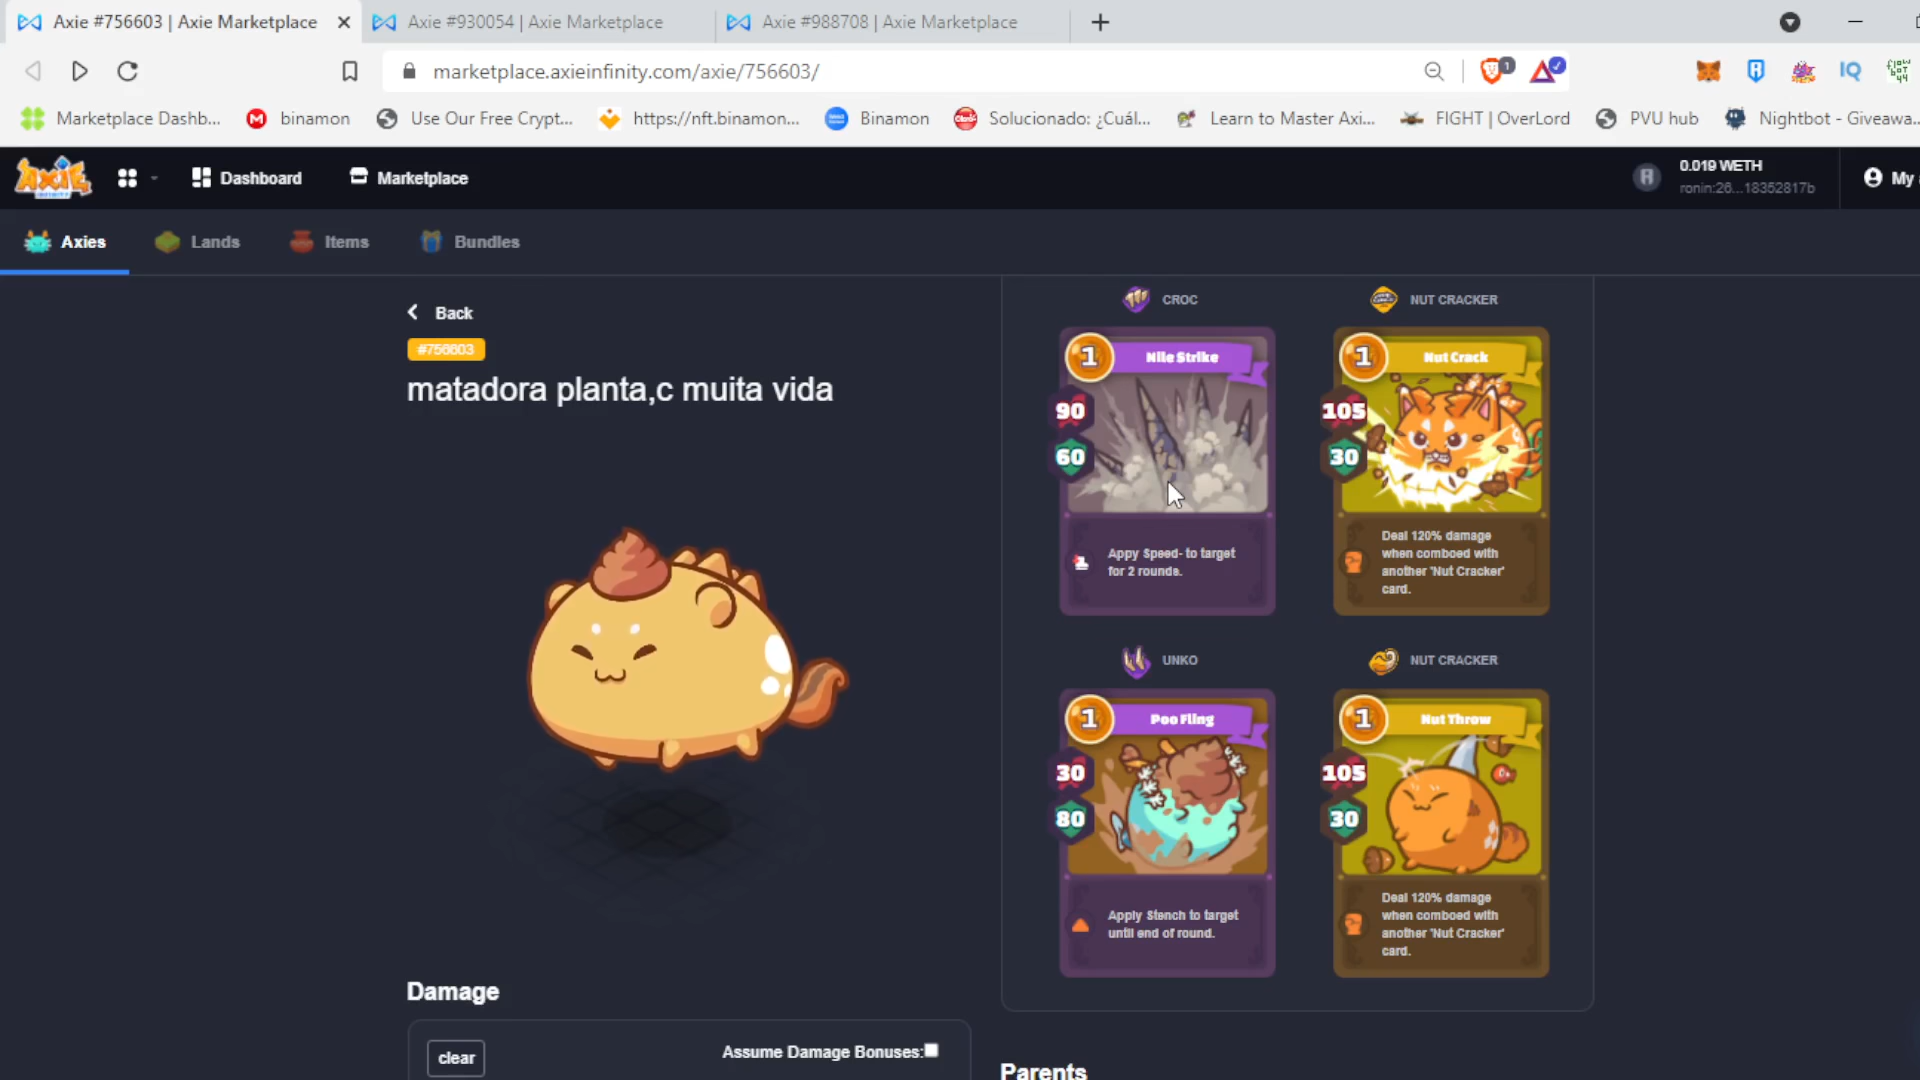 Axie #756603 | Axie Marketplace
Axie #930054 | Axie Marketplace
Axie #988708 | Axie Marketplace
marketplace.axieinfinity.com/axie/756603/
1
IQ
Marketplace Dashb...
binamon
Use Our Free Crypt...
https://nft.binamon...
Binamon
Solucionado: ¿Cuál...
Learn to Master Axi...
FIGHT | OverLord
PVU hub
Nightbot - Giveawa...
AXIE
INFINITY
Dashboard
Marketplace
0.019 WETH
ronin:26...18352817b
My
Axies
Lands
Items
Bundles
Back
#756603
matadora planta,c muita vida
CROC
1
Nile Strike
90
60
Appy Speed- to target
for 2 rounds.
NUT CRACKER
1
Nut Crack
105
30
Deal 120% damage
when comboed with
another 'Nut Cracker'
card.
UNKO
1
Poo Fling
30
80
Apply Stench to target
until end of round.
NUT CRACKER
1
Nut Throw
105
30
Deal 120% damage
when comboed with
another 'Nut Cracker'
card.
Damage
clear
Assume Damage Bonuses:
Parents